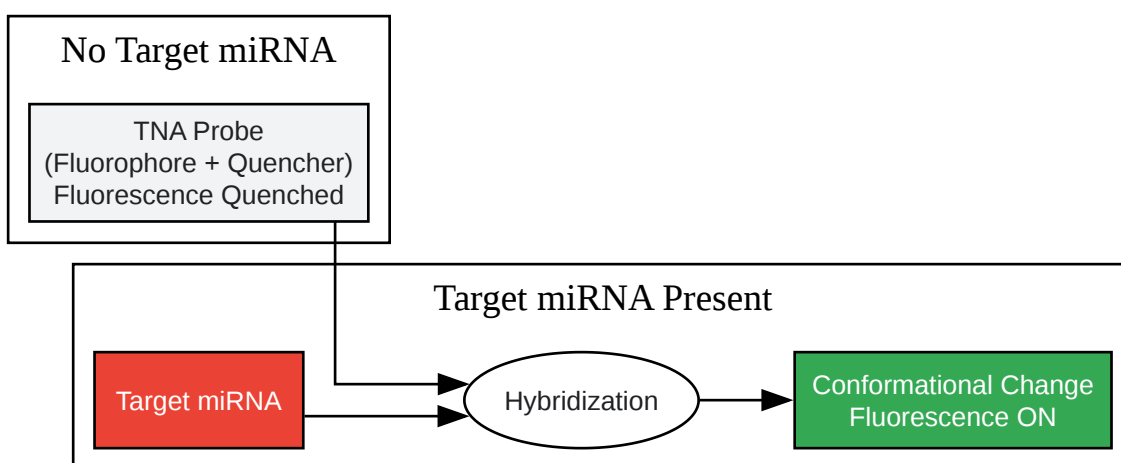 No Target miRNA
TNA Probe
(Fluorophore + Quencher)
Fluorescence Quenched
Target miRNA Present
Target miRNA
Hybridization
Conformational Change
Fluorescence ON